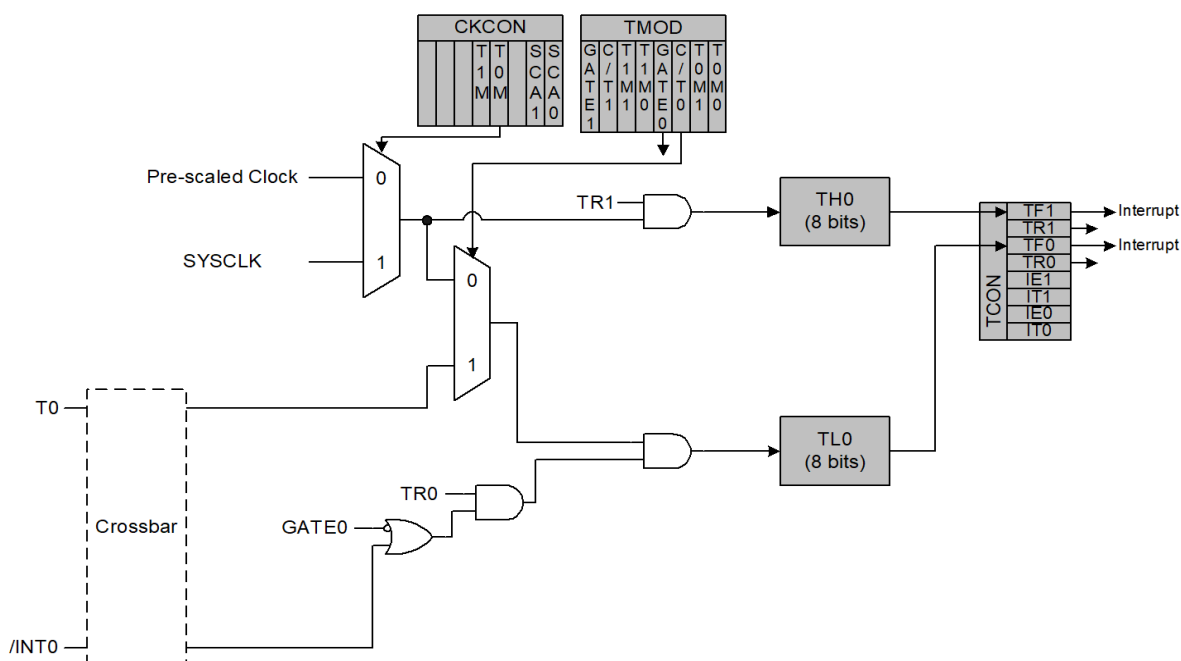 CKCON
T1M
T0M
SCA1
SCA0
TMOD
GATE1
C/T1
T1M1
T1M0
GATE0
C/T0
T0M1
T0M0
Pre-scaled Clock
0
SYSCLK
1
TR1
TH0
(8 bits)
0
1
TCON
TF1
TR1
TF0
TR0
IE1
IT1
IE0
IT0
Interrupt
Interrupt
T0
Crossbar
/INT0
TR0
GATE0
TL0
(8 bits)